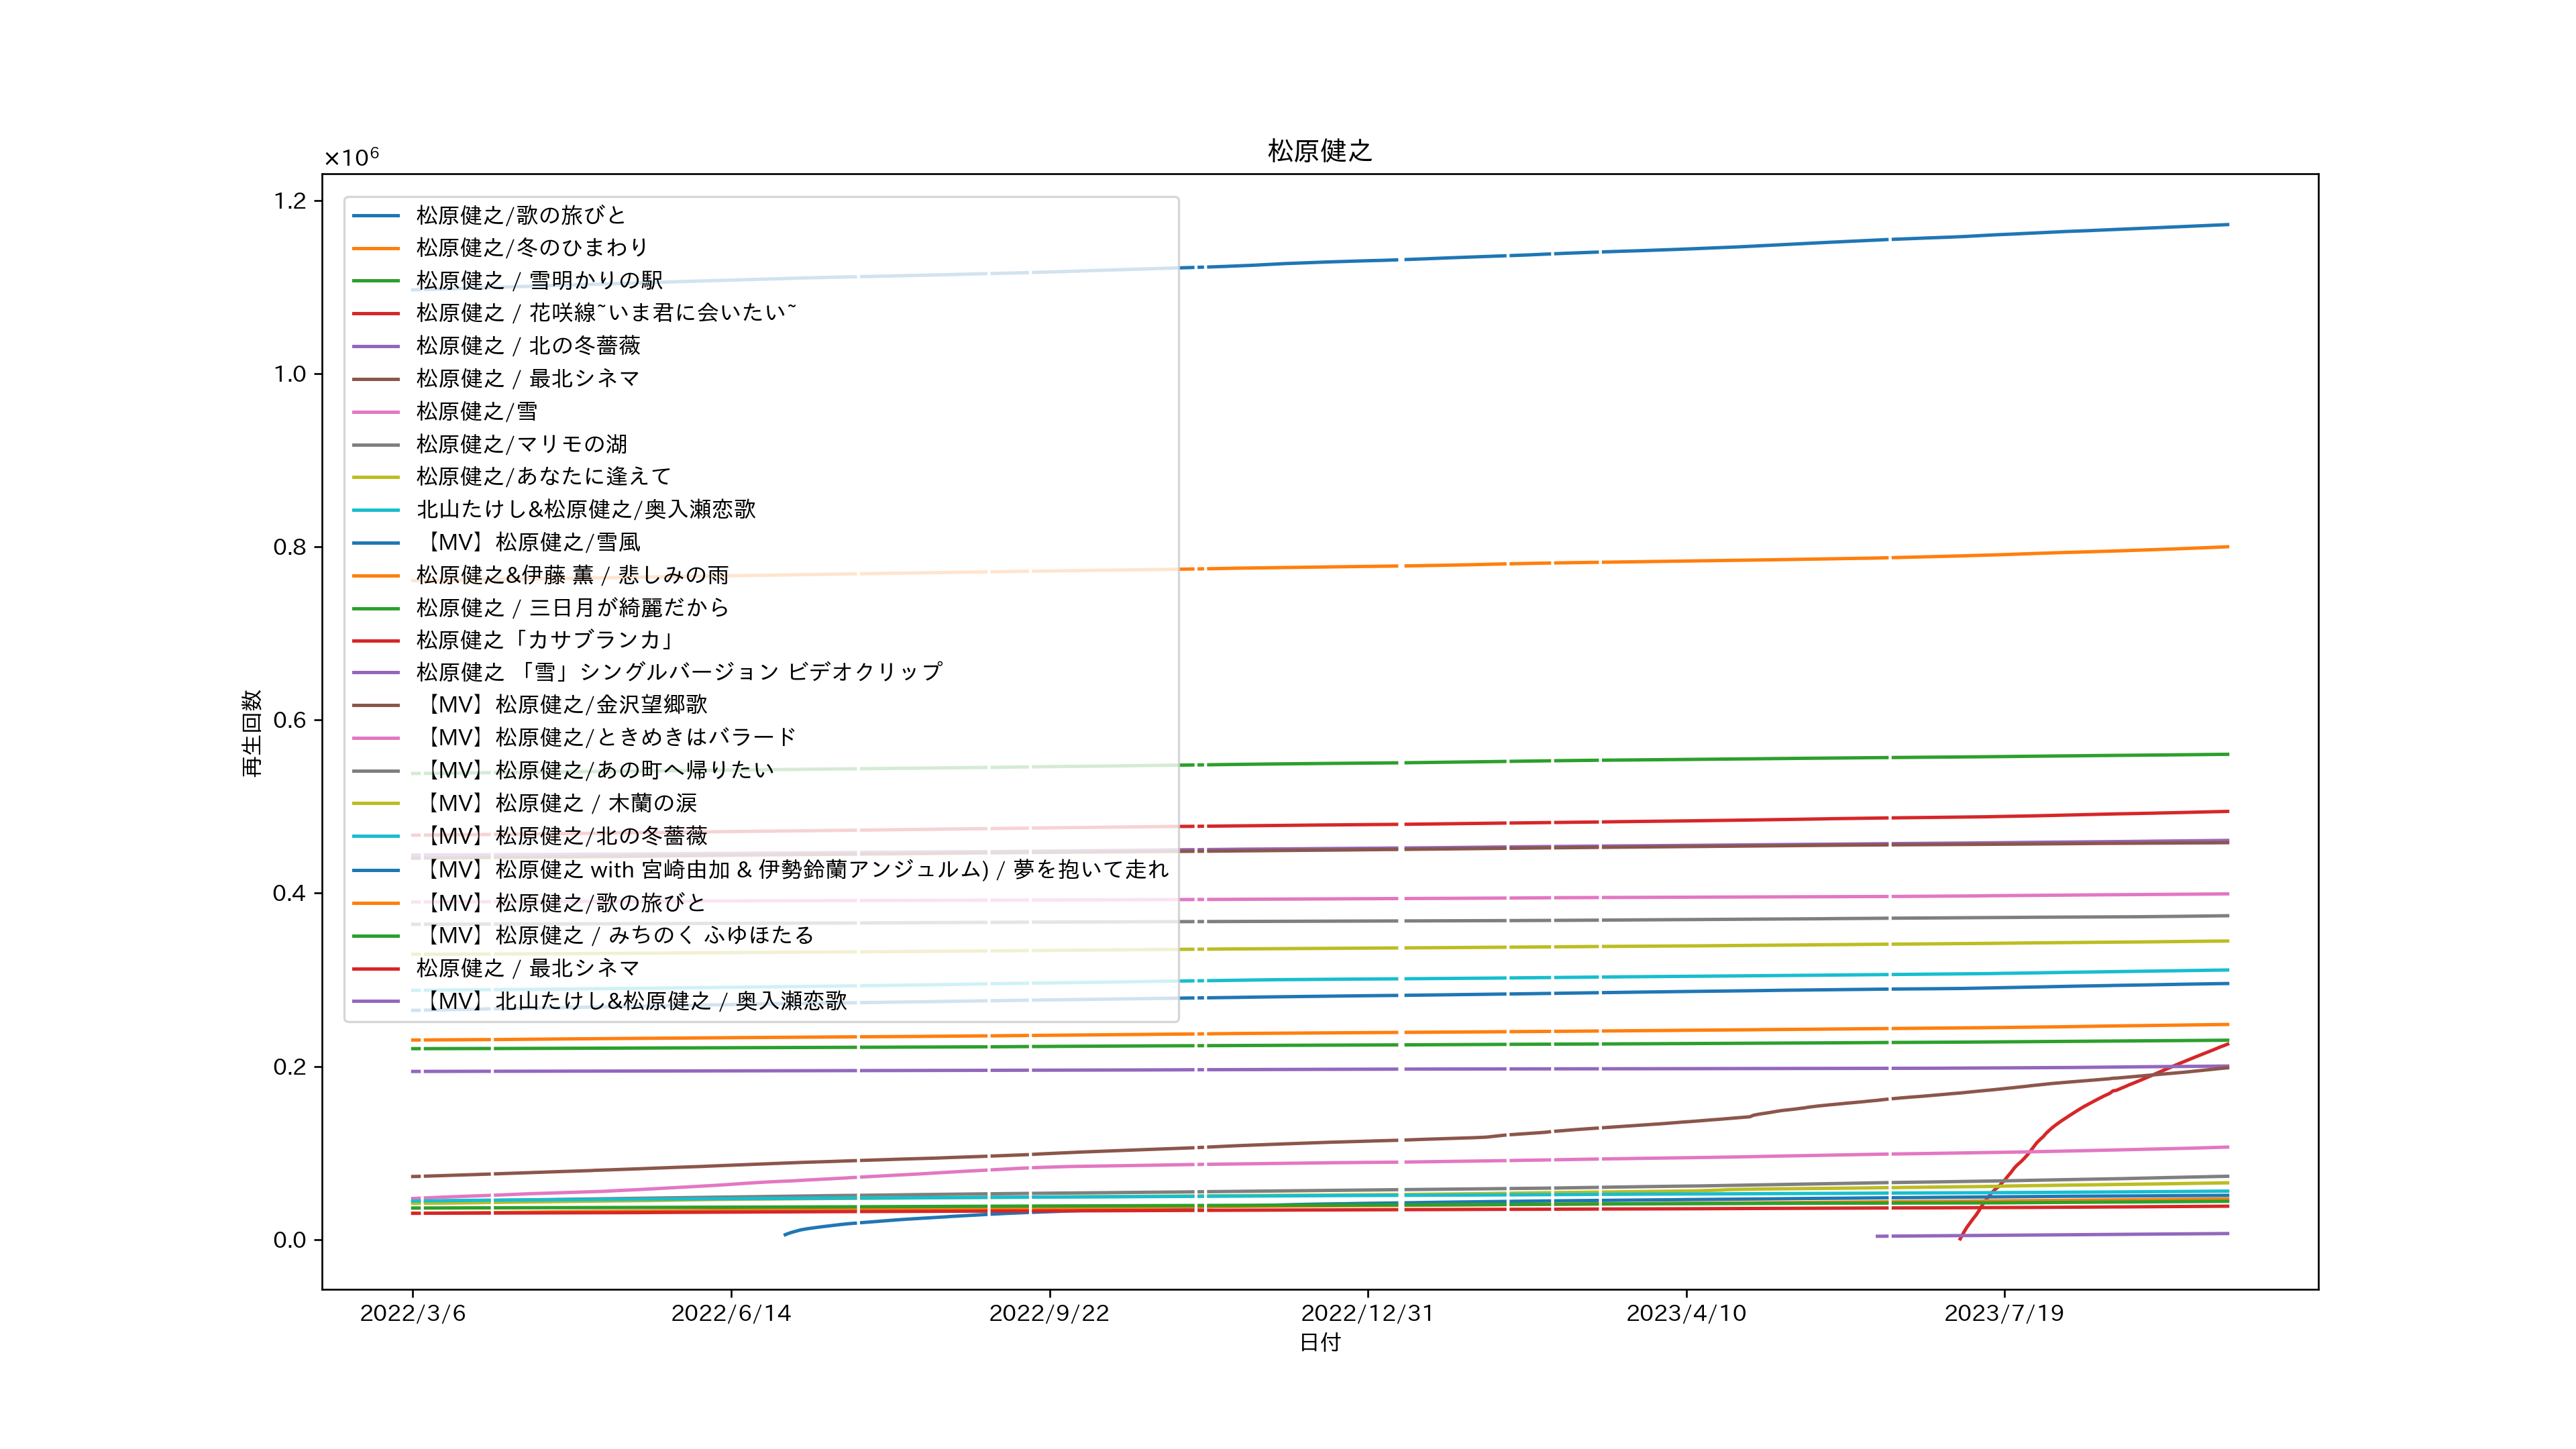 松原健之
×10⁶
1.2
1.0
0.8
0.6
0.4
0.2
0.0
再生回数
松原健之/歌の旅びと
松原健之/冬のひまわり
松原健之 / 雪明かりの駅
松原健之 / 花咲線~いま君に会いたい~
松原健之 / 北の冬薔薇
松原健之 / 最北シネマ
松原健之/雪
松原健之/マリモの湖
松原健之/あなたに逢えて
北山たけし&松原健之/奥入瀬恋歌
【MV】松原健之/雪風
松原健之&伊藤 薫 / 悲しみの雨
松原健之 / 三日月が綺麗だから
松原健之「カサブランカ」
松原健之 「雪」シングルバージョン ビデオクリップ
【MV】松原健之/金沢望郷歌
【MV】松原健之/ときめきはバラード
【MV】松原健之/あの町へ帰りたい
【MV】松原健之 / 木蘭の涙
【MV】松原健之/北の冬薔薇
【MV】松原健之 with 宮崎由加 & 伊勢鈴蘭アンジュルム) / 夢を抱いて走れ
【MV】松原健之/歌の旅びと
【MV】松原健之 / みちのく ふゆほたる
松原健之 / 最北シネマ
【MV】北山たけし&松原健之 / 奥入瀬恋歌
2022/3/6
2022/6/14
2022/9/22
2022/12/31
2023/4/10
2023/7/19
日付